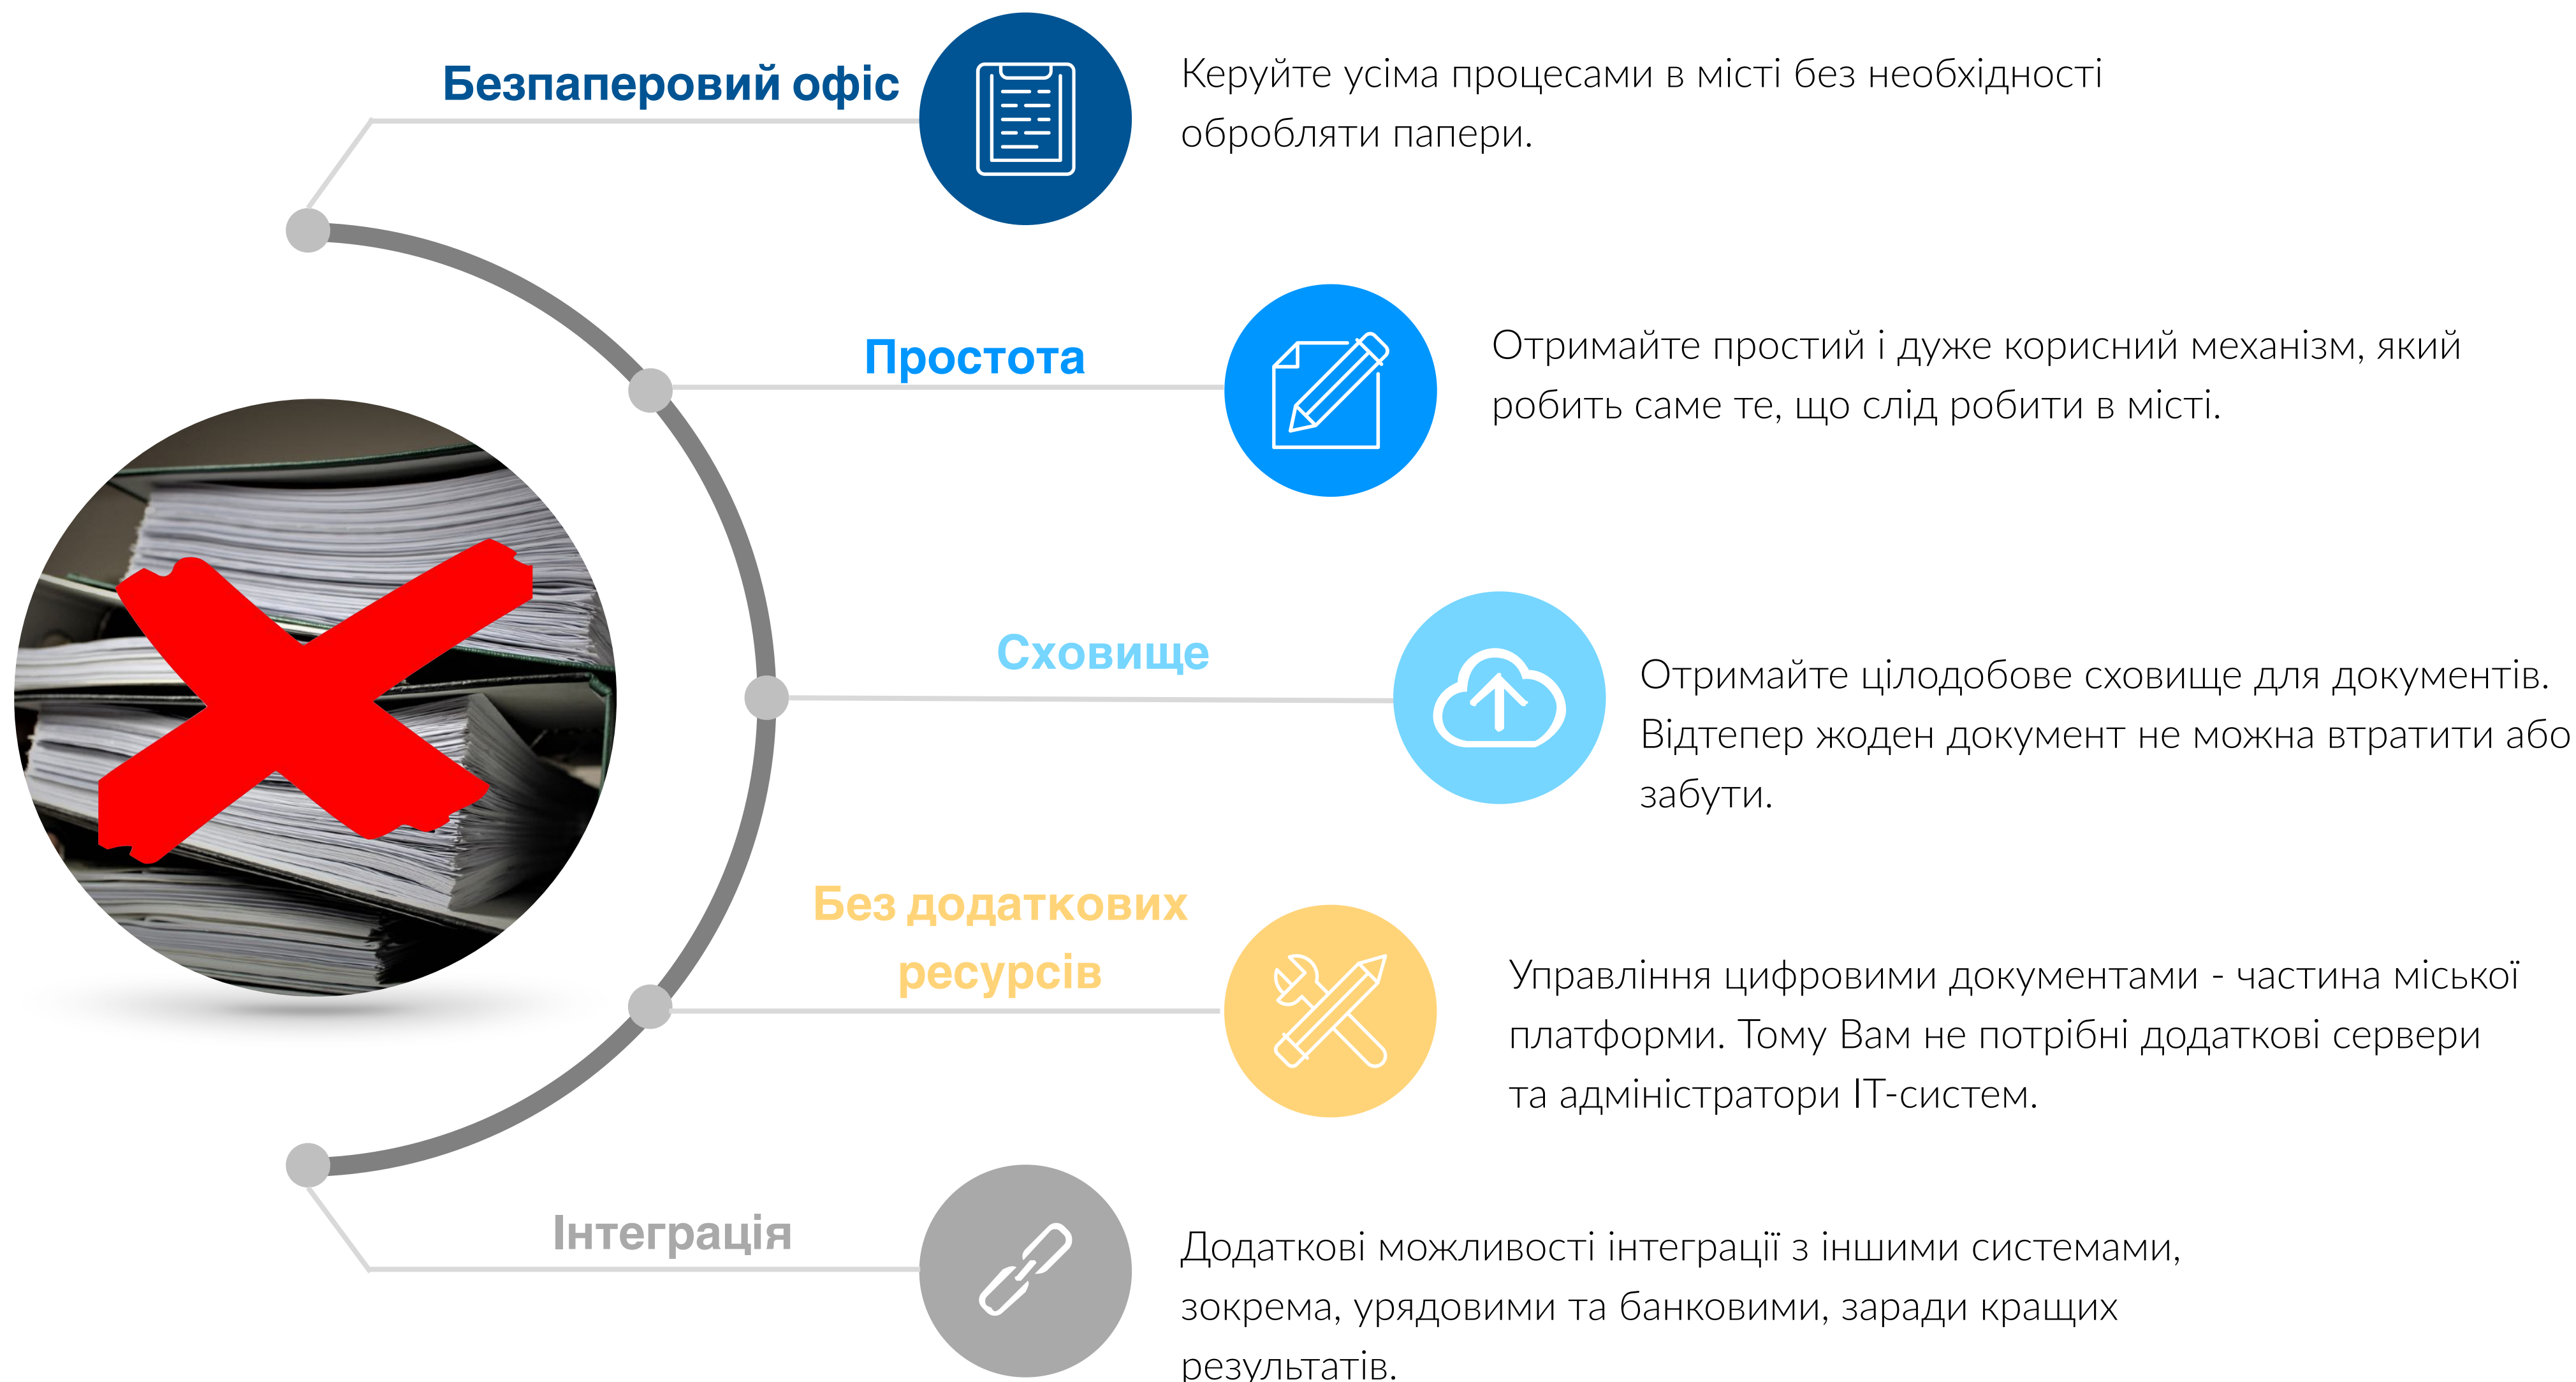 Безпаперовий офіс
Керуйте усіма процесами в місті без необхідності
обробляти папери.
Простота
Отримайте простий і дуже корисний механізм, який
робить саме те, що слід робити в місті.
Сховище
Отримайте цілодобове сховище для документів.
Відтепер жоден документ не можна втратити або
забути.
Без додаткових
ресурсів
Управління цифровими документами - частина міської
платформи. Тому Вам не потрібні додаткові сервери
та адміністратори ІТ-систем.
Інтеграція
Додаткові можливості інтеграції з іншими системами,
зокрема, урядовими та банковими, заради кращих
результатів.